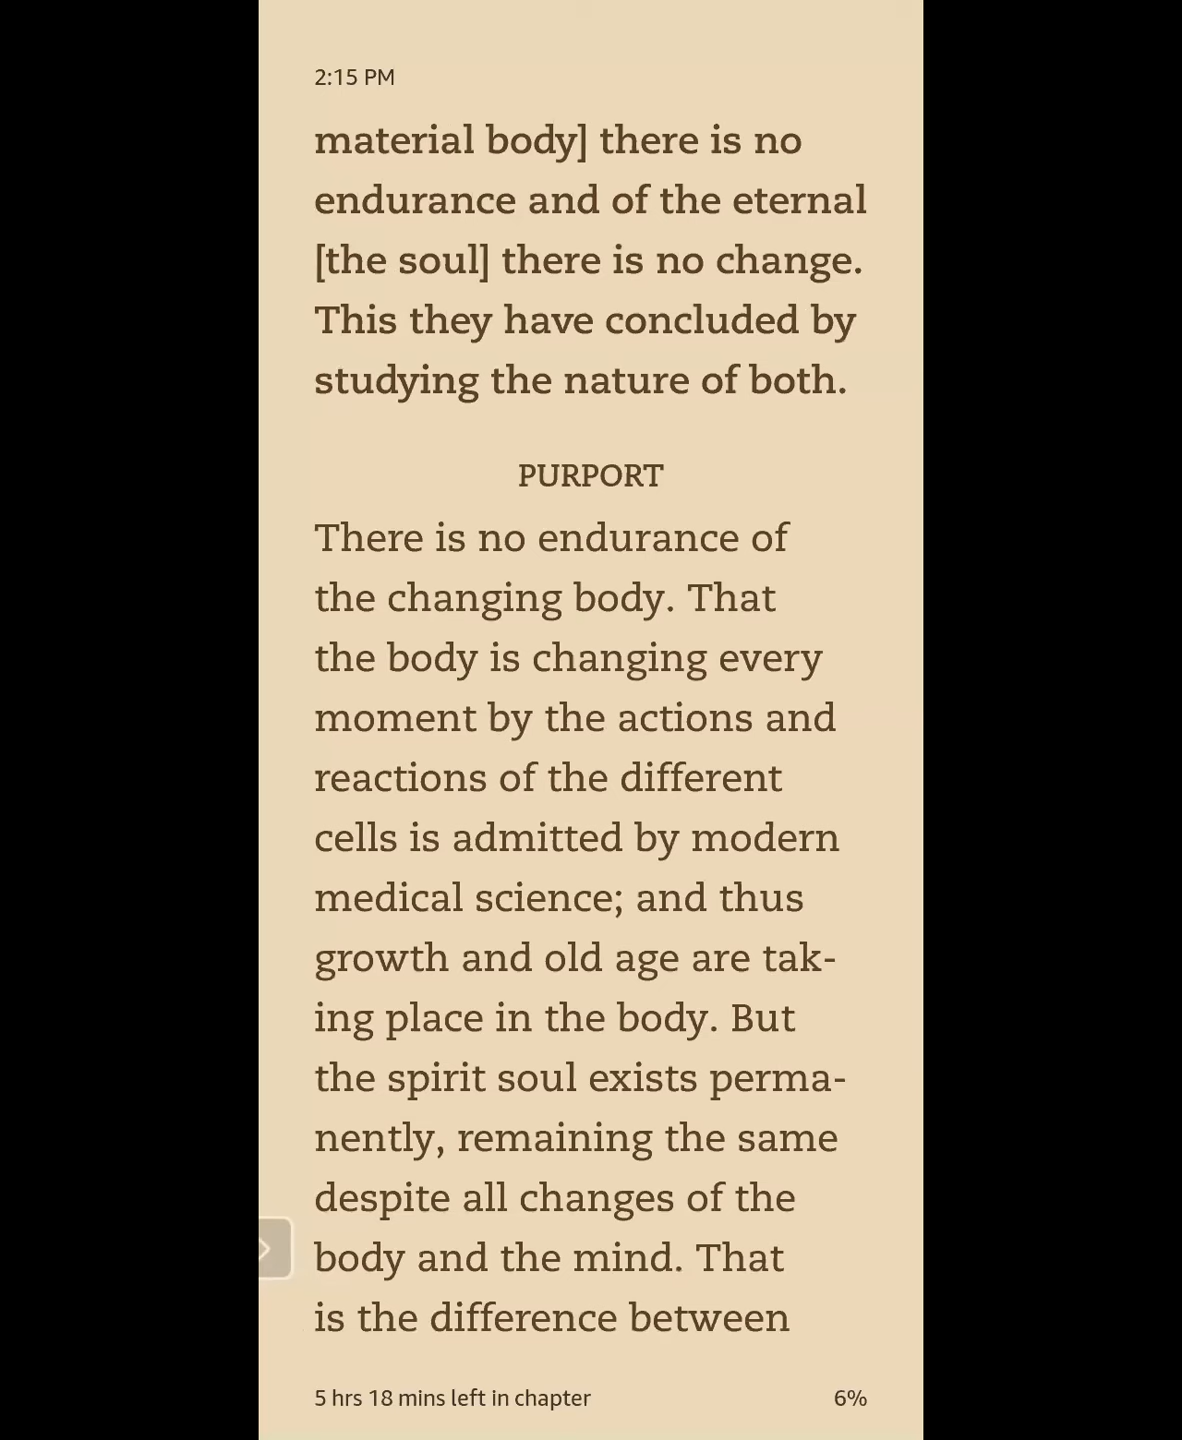 2:15 PM
material body] there is no
endurance and of the eternal
[the soul] there is no change.
This they have concluded by
studying the nature of both.
PURPORT
There is no endurance of
the changing body. That
the body is changing every
moment by the actions and
reactions of the different
cells is admitted by modern
medical science; and thus
growth and old age are tak-
ing place in the body. But
the spirit soul exists perma-
nently, remaining the same
despite all changes of the
body and the mind. That
is the difference between
5 hrs 18 mins left in chapter
6%